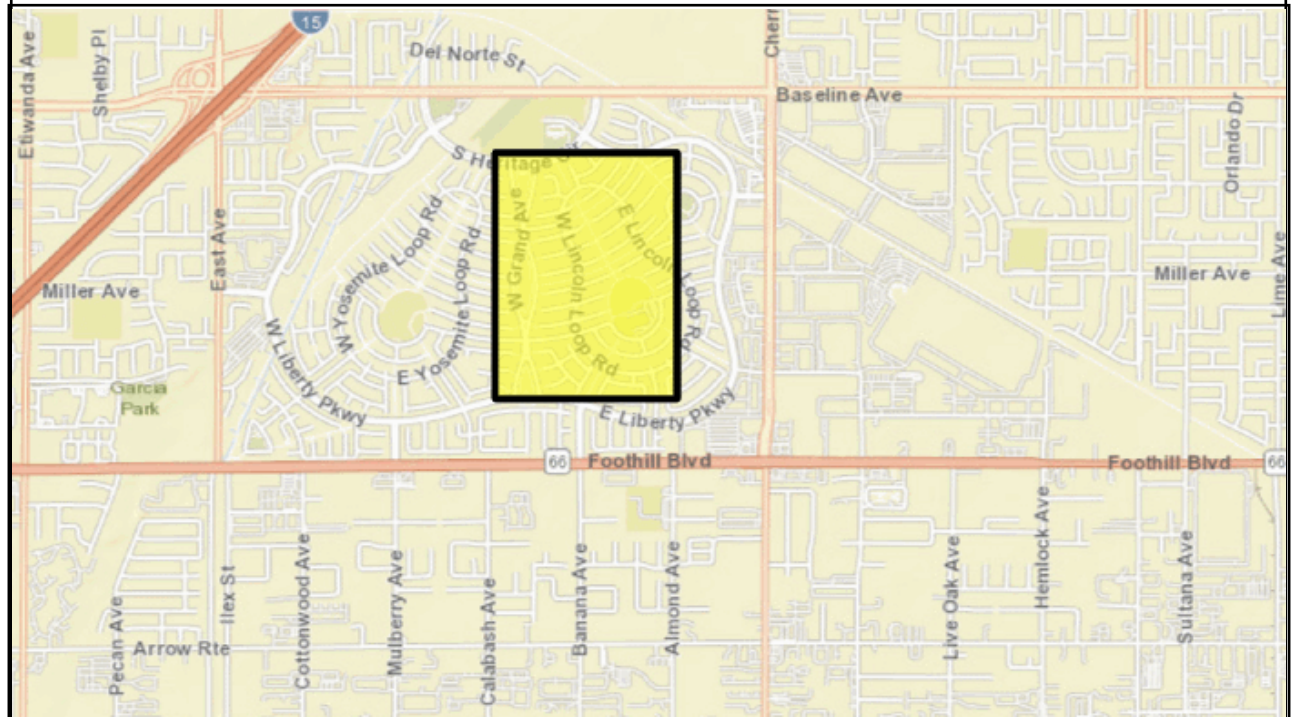 15
Etiwanda Ave
Shelby Pl
Del Norte St
Cherr
Baseline Ave
Orlando Dr
S Heritage Cir
East Ave
W Grand Ave
W Lincoln Loop Rd
E Lincoln Loop Rd
W Yosemite Loop Rd
E Yosemite Loop Rd
Miller Ave
Miller Ave
Lime Ave
W Liberty Pkwy
Garcia
Park
E Liberty Pkwy
66
Foothill Blvd
Foothill Blvd
66
Pecan Ave
Ilex St
Cottonwood Ave
Mulberry Ave
Calabash Ave
Banana Ave
Almond Ave
Live Oak Ave
Hemlock Ave
Sultana Ave
Arrow Rte